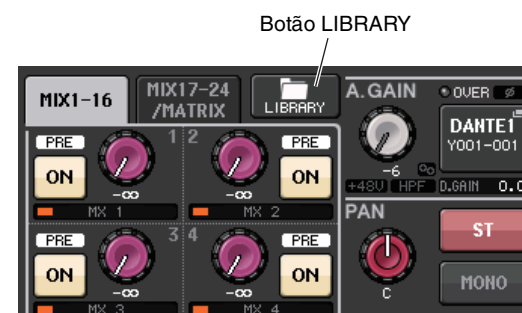 Botão LIBRARY
MIX1-16
MIX17-24
/MATRIX
LIBRARY
A.GAIN
OVER ø
DANTE1
Y001-001
-6
+48V HPF D.GAIN 0.0
PRE 1 2 PRE
ON ON
-∞ -∞
MX 1 MX 2
PAN
ST
PRE 3 4 PRE
ON ON
-∞ -∞
C
MONO
MX 3 MX 4